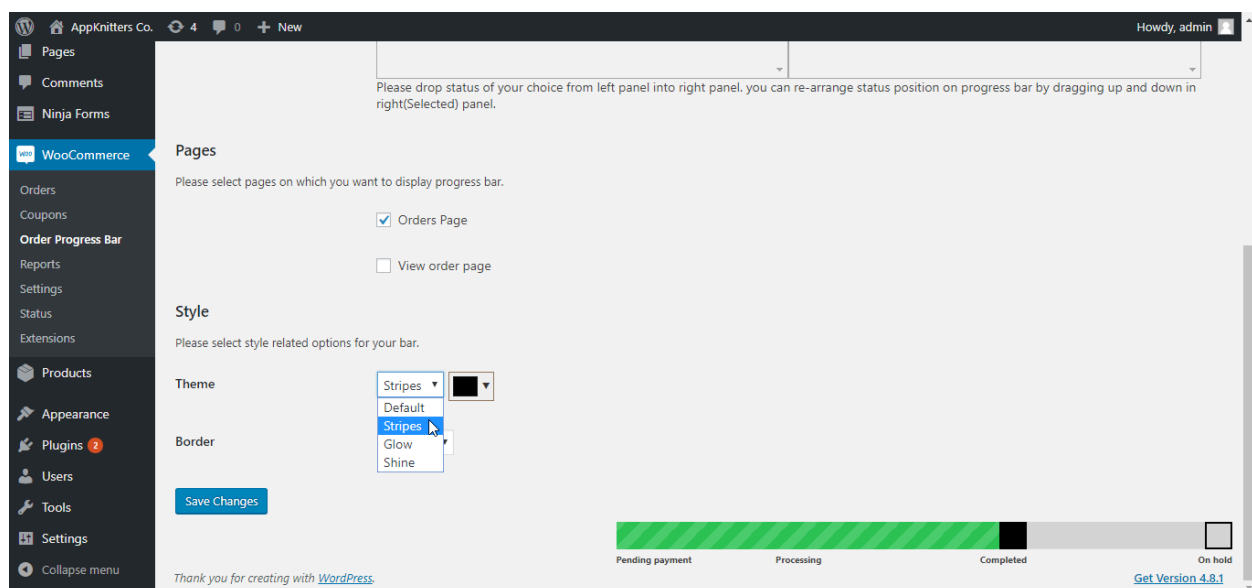 AppKnitters Co. 4 0 + New Howdy, admin
Pages
Comments
Ninja Forms
WooCommerce
Orders
Coupons
Order Progress Bar
Reports
Settings
Status
Extensions
Products
Appearance
Plugins 2
Users
Tools
Settings
Collapse menu
Please drop status of your choice from left panel into right panel. you can re-arrange status position on progress bar by dragging up and down in
right(Selected) panel.
Pages
Please select pages on which you want to display progress bar.
Orders Page
View order page
Style
Please select style related options for your bar.
Theme
Stripes
Default
Stripes
Glow
Shine
Border
Save Changes
Pending payment Processing Completed On hold
Thank you for creating with WordPress. Get Version 4.8.1